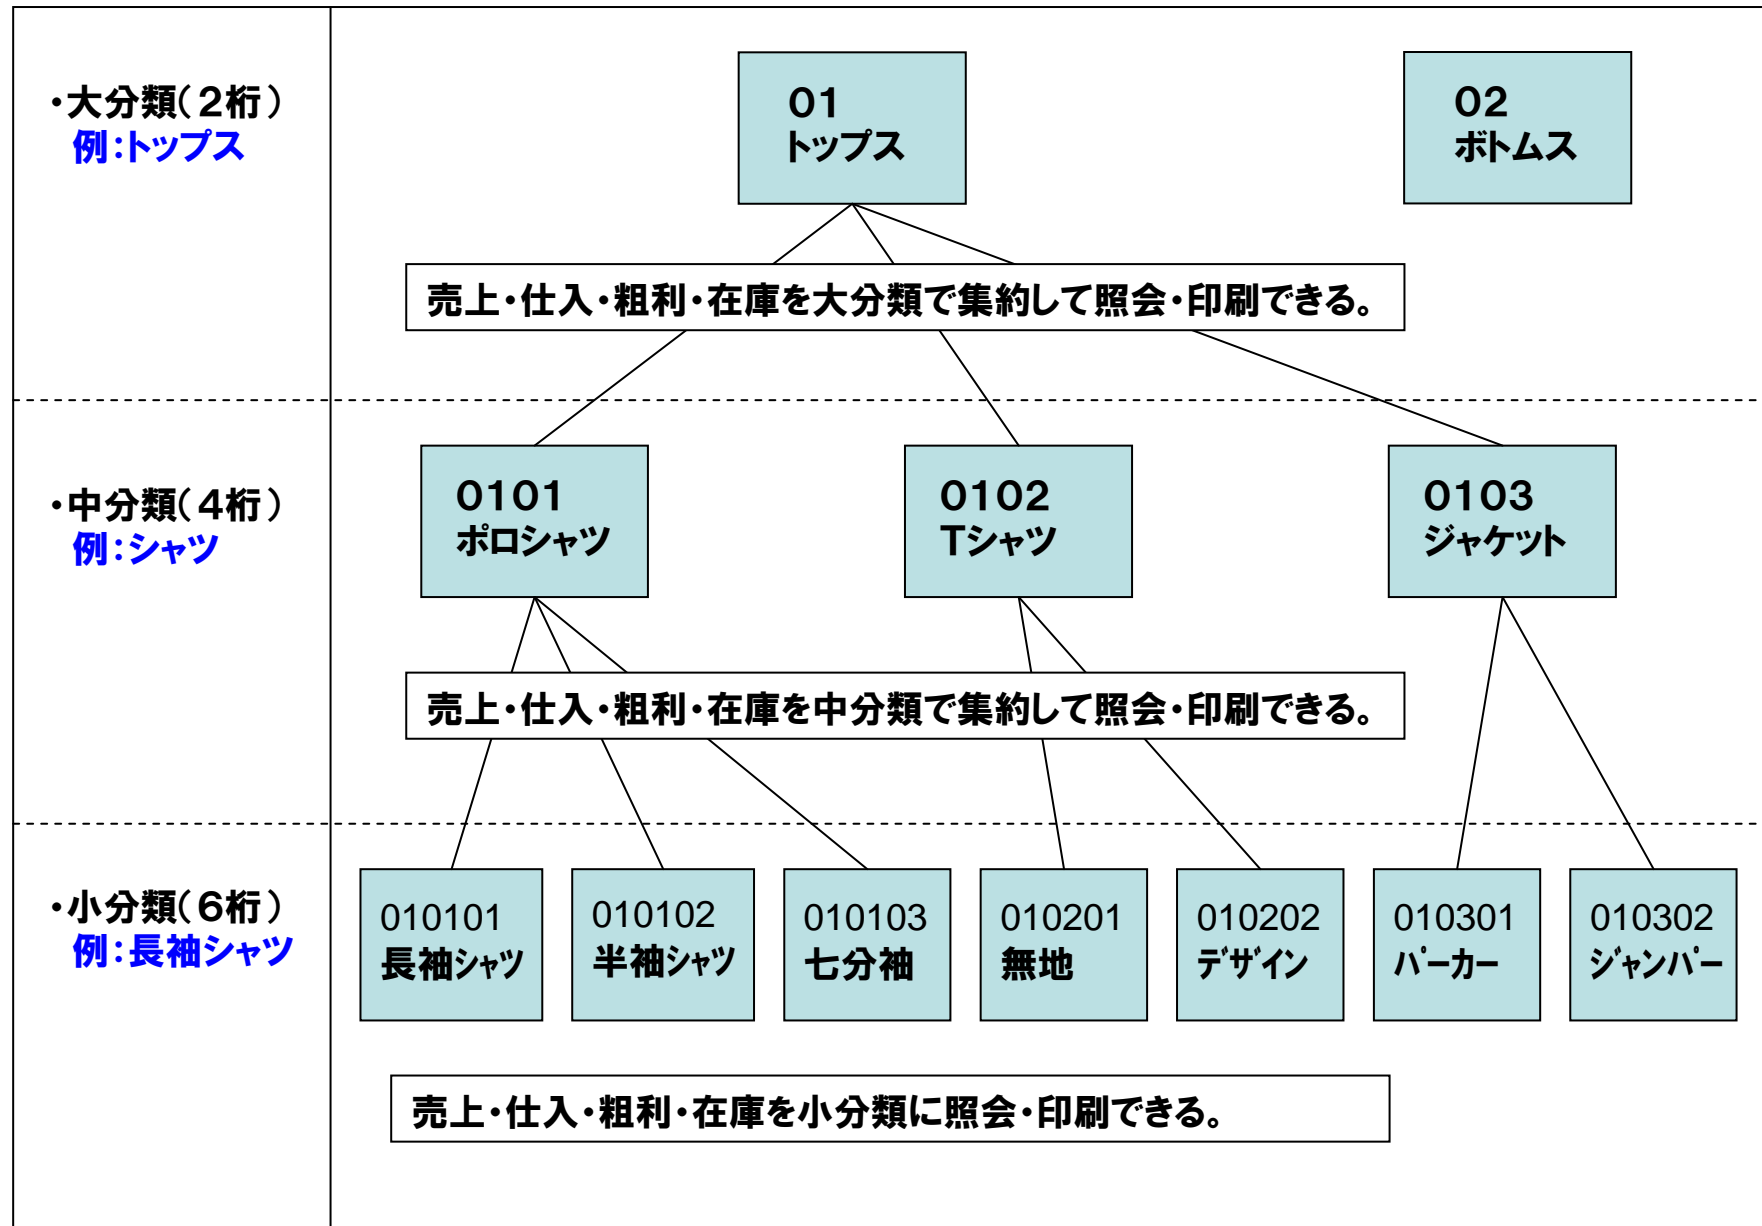 ・大分類(2桁)
例:トップス
01
トップス
02
ボトムス
売上・仕入・粗利・在庫を大分類で集約して照会・印刷できる。
・中分類(4桁)
例:シャツ
0101
ポロシャツ
0102
Tシャツ
0103
ジャケット
売上・仕入・粗利・在庫を中分類で集約して照会・印刷できる。
・小分類(6桁)
例:長袖シャツ
010101
長袖シャツ
010102
半袖シャツ
010103
七分袖
010201
無地
010202
デザイン
010301
パーカー
010302
ジャンパー
売上・仕入・粗利・在庫を小分類に照会・印刷できる。